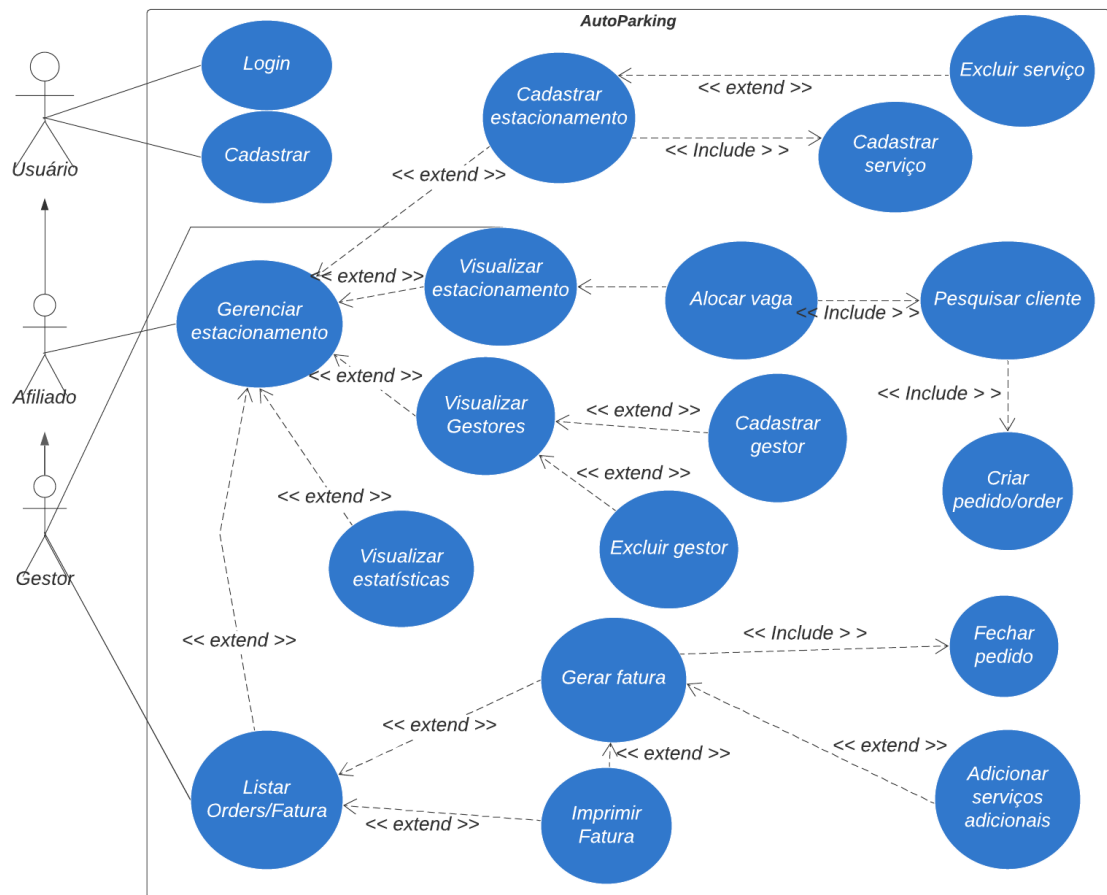 AutoParking
Login
Cadastrar
Usuário
Cadastrar
estacionamento
<< extend >>
Excluir serviço
<< Include > >
Cadastrar
serviço
<< extend >>
Gerenciar
estacionamento
<< extend >>
Visualizar
estacionamento
Alocar vaga
<< Include > >
Pesquisar cliente
Afiliado
<< extend >>
Visualizar
Gestores
<< extend >>
Cadastrar
gestor
<< Include > >
Criar
pedido/order
<< extend >>
Excluir gestor
<< extend >>
Visualizar
estatísticas
Gestor
<< extend >>
Gerar fatura
<< Include > >
Fechar
pedido
<< extend >>
<< extend >>
<< extend >>
Adicionar
serviços
adicionais
Listar
Orders/Fatura
<< extend >>
Imprimir
Fatura